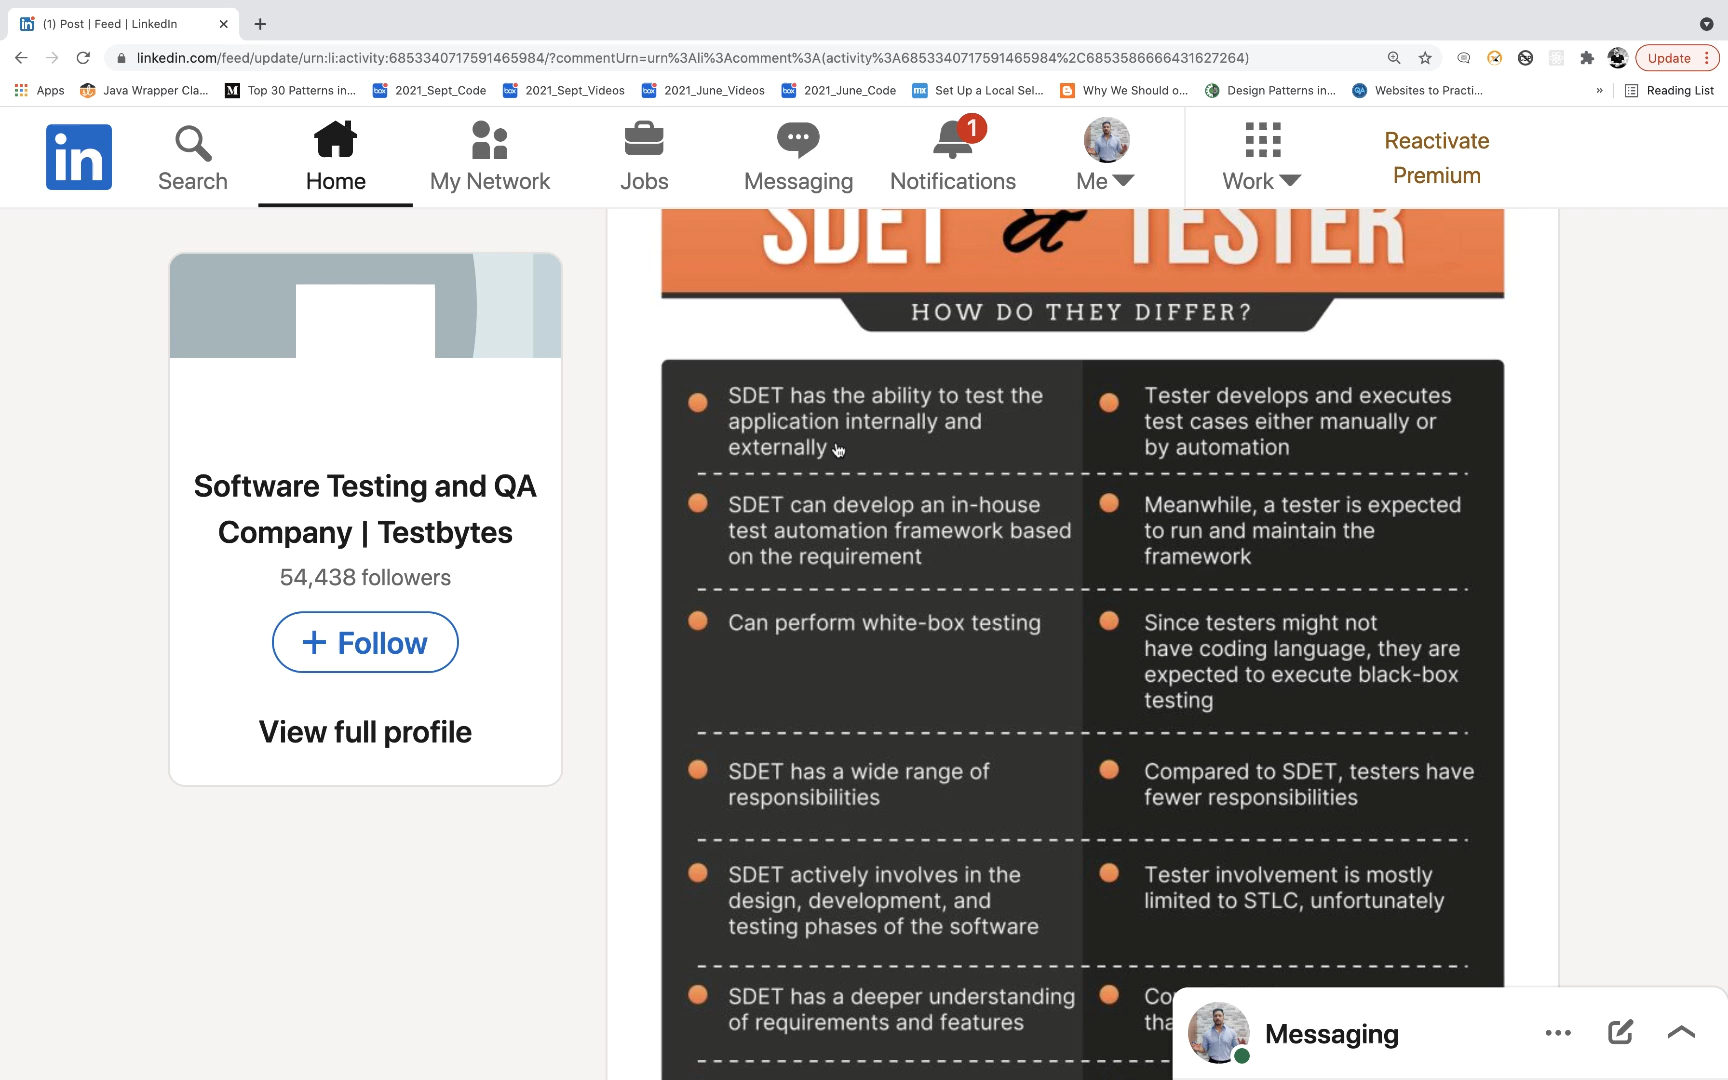 (1) Post | Feed | LinkedIn
linkedin.com/feed/update/urn:li:activity:6853340717591465984/?commentUrn=urn%3Ali%3Acomment%3A(activity%3A6853340717591465984%2C6853586666431627264)
Update
Apps
Java Wrapper Cla...
M
Top 30 Patterns in...
box
2021_Sept_Code
box
2021_Sept_Videos
box
2021_June_Videos
box
2021_June_Code
mx
Set Up a Local Sel...
Why We Should o...
Design Patterns in...
QA
Websites to Practi...
»
Reading List
in
Search
Home
My Network
Jobs
Messaging
1
Notifications
Me
Work
Reactivate
Premium
SDET & TESTER
HOW DO THEY DIFFER?
Software Testing and QA
Company | Testbytes
54,438 followers
+ Follow
View full profile
SDET has the ability to test the
application internally and
externally
Tester develops and executes
test cases either manually or
by automation
SDET can develop an in-house
test automation framework based
on the requirement
Meanwhile, a tester is expected
to run and maintain the
framework
Can perform white-box testing
Since testers might not
have coding language, they are
expected to execute black-box
testing
SDET has a wide range of
responsibilities
Compared to SDET, testers have
fewer responsibilities
SDET actively involves in the
design, development, and
testing phases of the software
Tester involvement is mostly
limited to STLC, unfortunately
SDET has a deeper understanding
of requirements and features
Messaging